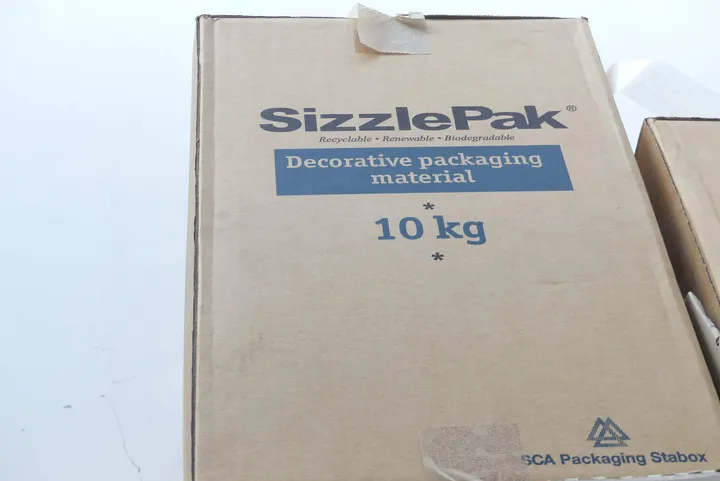 SizzlePak®
Recyclable • Renewable • Biodegradable
Decorative packaging
material
*
10 kg
*
SCA Packaging Stabox